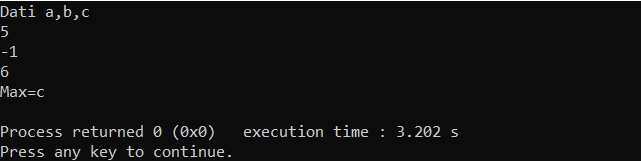 Dati a,b,c
5
-1
6
Max=c
Process returned 0 (0x0)   execution time : 3.202 s
Press any key to continue.